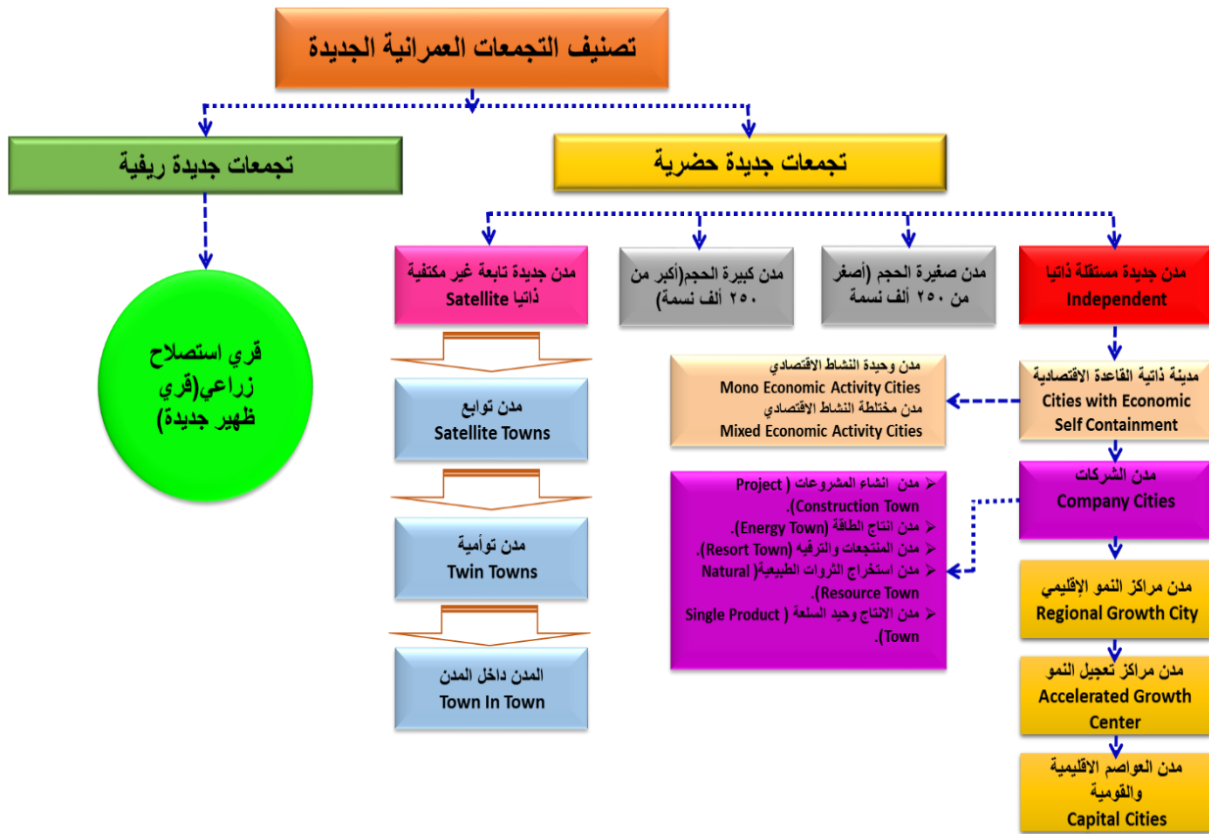 تصنيف التجمعات العمرانية الجديدة
تجمعات جديدة حضرية
تجمعات جديدة ريفية
مدن جديدة مستقلة ذاتيا
Independent
مدن صغيرة الحجم (أصغر
من ٢٥٠ ألف نسمة
مدن كبيرة الحجم(أكبر من
٢٥٠ ألف نسمة)
مدن جديدة تابعة غير مكتفية
ذاتيا Satellite
قري استصلاح
زراعي(قري
ظهير جديدة)
مدينة ذاتية القاعدة الاقتصادية
Cities with Economic
Self Containment
مدن وحيدة النشاط الاقتصادي
Mono Economic Activity Cities
مدن مختلطة النشاط الاقتصادي
Mixed Economic Activity Cities
مدن توابع
Satellite Towns
مدن الشركات
Company Cities
مدن انشاء المشروعات (Project
Construction Town).
مدن انتاج الطاقة (Energy Town).
مدن المنتجعات والترفيه (Resort Town).
مدن استخراج الثروات الطبيعية(Natural
Resource Town).
مدن الانتاج وحيد السلعة (Single Product
Town).
مدن توأمية
Twin Towns
مدن مراكز النمو الإقليمي
Regional Growth City
المدن داخل المدن
Town In Town
مدن مراكز تعجيل النمو
Accelerated Growth
Center
مدن العواصم الاقليمية
والقومية
Capital Cities